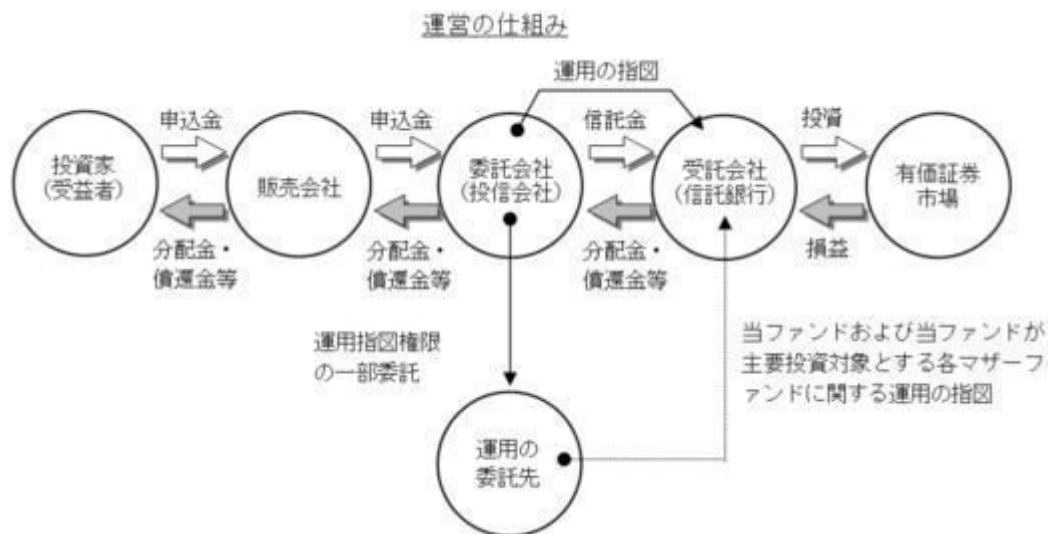 運営の仕組み
運用の指図
申込金
申込金
信託金
投資
投資家
(受益者)
販売会社
委託会社
(投信会社)
受託会社
(信託銀行)
有価証券
市場
分配金・
償還金等
分配金・
償還金等
分配金・
償還金等
損益
運用指図権限
の一部委託
当ファンドおよび当ファンドが
主要投資対象とする各マザーフ
ァンドに関する運用の指図
運用の
委託先